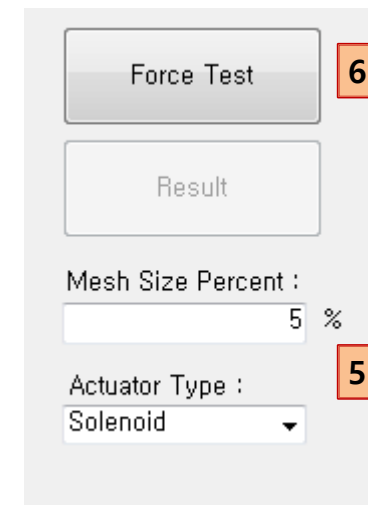 Force Test
6
Result
Mesh Size Percent :
5 %
5
Actuator Type :
Solenoid